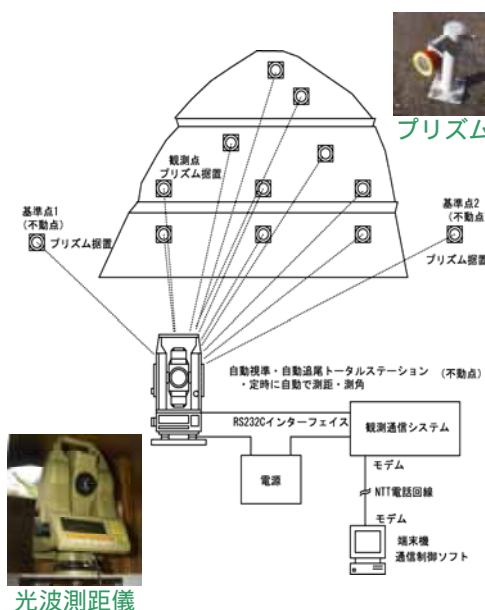 プリズム
観測点
プリズム据置
基準点1
(不動点)
プリズム据置
基準点2
(不動点)
プリズム据置
自動視準・自動追尾トータルステーション
(不動点)
・定時に自動で測距・測角
RS232Cインターフェイス
観測通信システム
電源
モデム
NTT電話回線
モデム
端末機
通信制御ソフト
光波測距儀